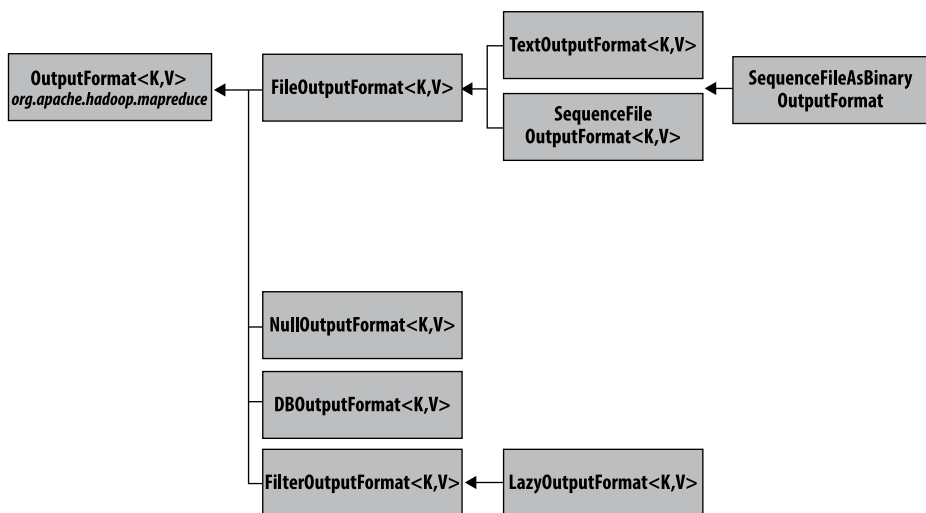 OutputFormat<K,V>
org.apache.hadoop.mapreduce
FileOutputFormat<K,V>
TextOutputFormat<K,V>
SequenceFile
OutputFormat<K,V>
SequenceFileAsBinary
OutputFormat
NullOutputFormat<K,V>
DBOutputFormat<K,V>
FilterOutputFormat<K,V>
LazyOutputFormat<K,V>